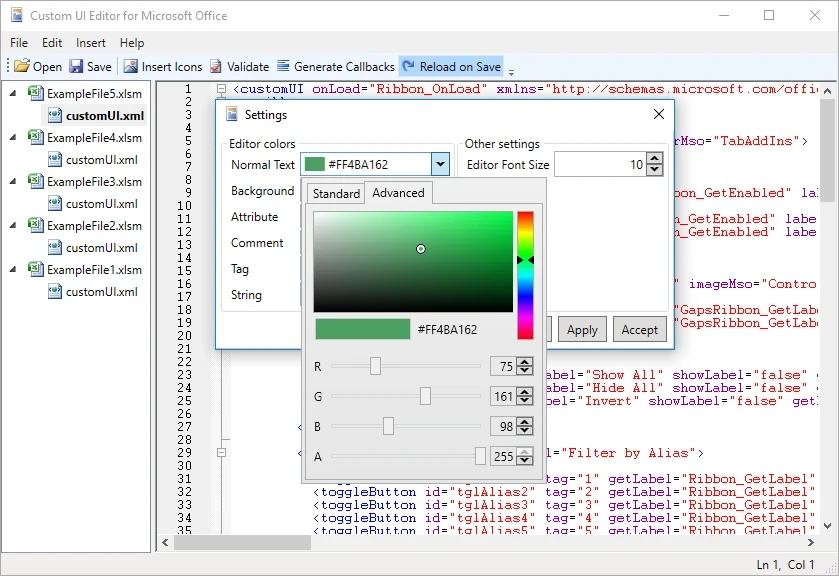 Custom UI Editor for Microsoft Office
File Edit Insert Help
Open Save Insert Icons Validate Generate Callbacks Reload on Save
ExampleFile5.xlsm
customUI.xml
ExampleFile4.xlsm
customUI.xml
ExampleFile3.xlsm
customUI.xml
ExampleFile2.xlsm
customUI.xml
ExampleFile1.xlsm
customUI.xml
1 <customUI onLoad="Ribbon_OnLoad" xmlns="http://schemas.microsoft.com/offi
2
3
4
5 rMso="TabAddIns">
6
7
8
9 bon_GetEnabled" la
10
11 n_GetEnabled" label
12 n_GetEnabled" labe
13
14
15
16 " imageMso="Contro
17
18 "GapsRibbon_GetLab
19 "GapsRibbon_GetLab
20
21
22
23 abel="Show All" showLabel="false"
24 abel="Hide All" showLabel="false"
25 bel="Invert" showLabel="false" getl
26
27 <
28
29 < l="Filter by Alias">
30
31 tag="1" getLabel="Ribbon_GetLabel"
32 <toggleButton id="tglAlias2" tag="2" getLabel="Ribbon_GetLabel"
33 <toggleButton id="tglAlias3" tag="3" getLabel="Ribbon_GetLabel"
34 <toggleButton id="tglAlias4" tag="4" getLabel="Ribbon_GetLabel"
35 <toggleButton id="tglAlias5" tag="5" getLabel="Ribbon_GetLabel"
Settings
Editor colors
Normal Text #FF4BA162
Background
Attribute
Comment
Tag
String
Other settings
Editor Font Size 10
Standard Advanced
#FF4BA162
R 75
G 161
B 98
A 255
Apply Accept
Ln 1, Col 1